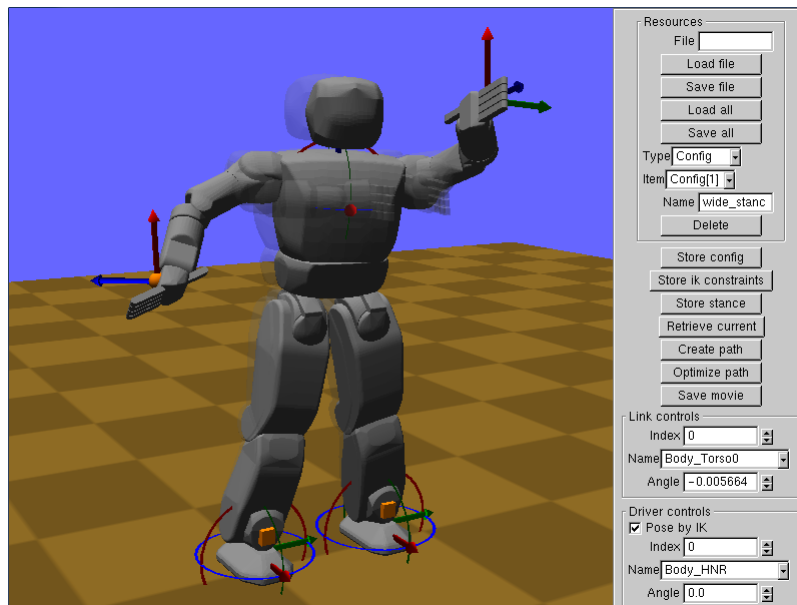 Resources
File
Load file
Save file
Load all
Save all
Type Config
Item Config[1]
Name wide_stanc
Delete
Store config
Store ik constraints
Store stance
Retrieve current
Create path
Optimize path
Save movie
Link controls
Index 0
Name Body_Torso0
Angle -0.005664
Driver controls
Pose by IK
Index 0
Name Body_HNR
Angle 0.0